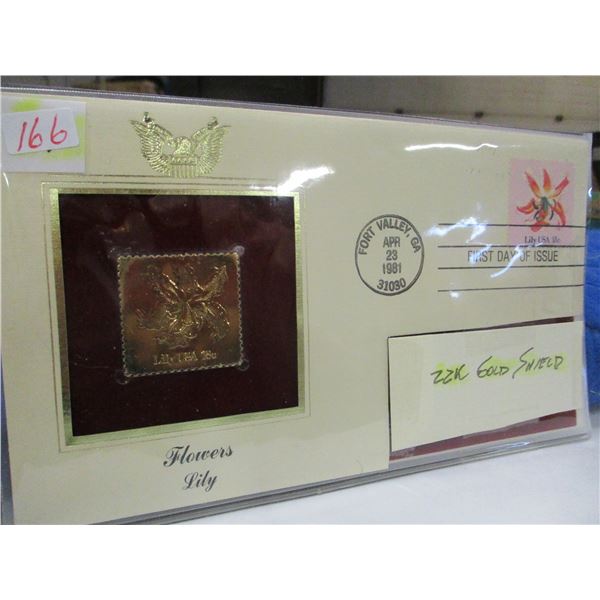 166
Lily USA 18c
Flowers
Lily
FORT VALLEY, GA
APR
23
1981
31030
Lily USA 18c
FIRST DAY OF ISSUE
22K GOLD SHIELD